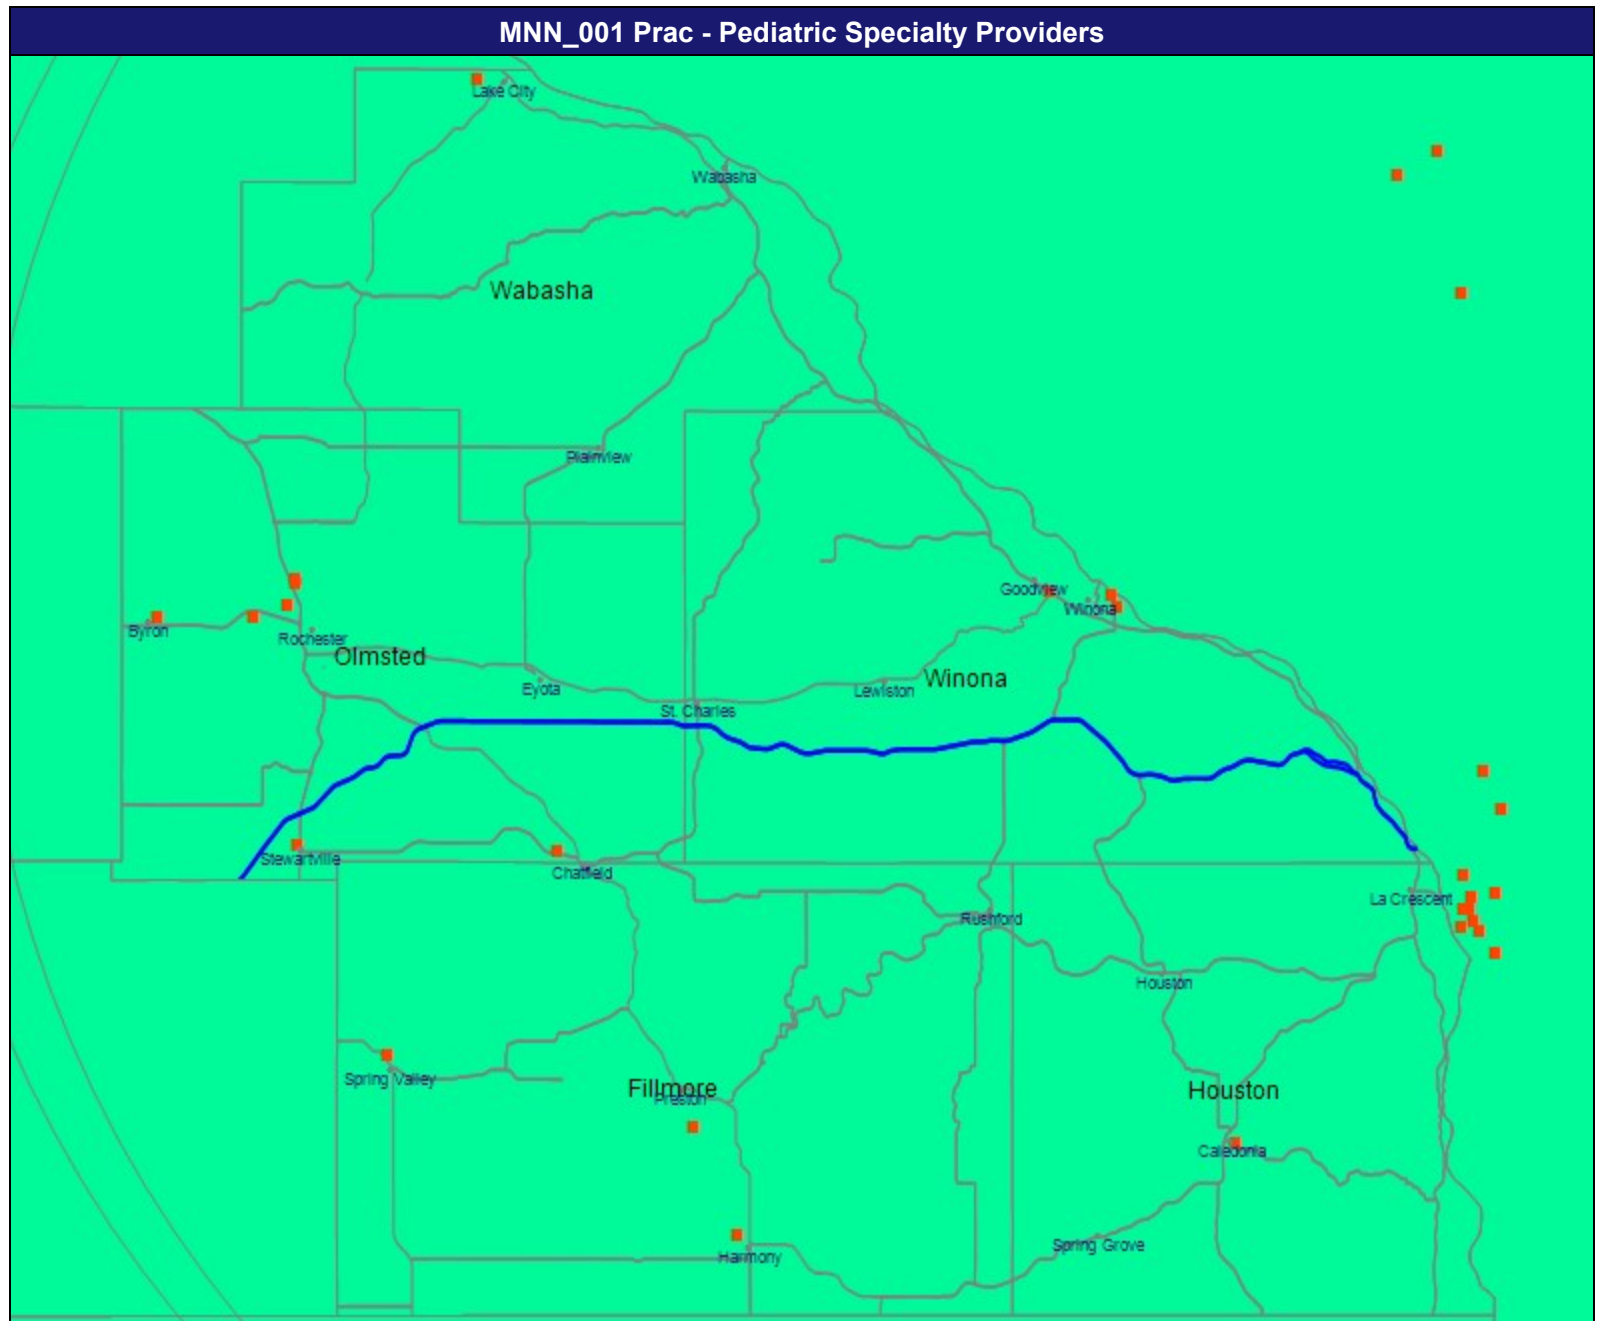 MNN_001 Prac - Pediatric Specialty Providers
Lake City
Wabasha
Wabasha
Plainview
Goodview
Winona
Byron
Rochester
Olmsted
Eyota
Lewiston
Winona
St. Charles
Stewartville
Chatfield
La Crescent
Rushford
Houston
Spring Valley
Fillmore
Preston
Houston
Caledonia
Harmony
Spring Grove